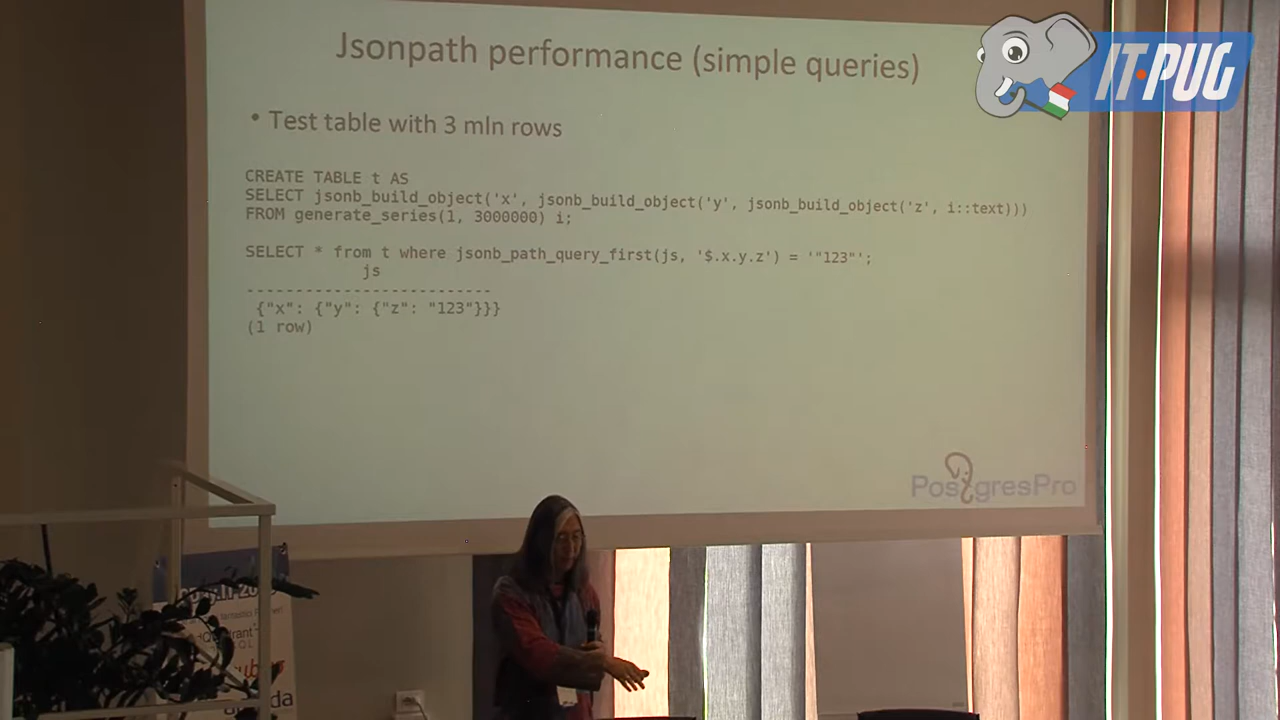 Jsonpath performance (simple queries)
IT-PUG
• Test table with 3 mln rows
CREATE TABLE t AS
SELECT jsonb_build_object('x', jsonb_build_object('y', jsonb_build_object('z', i::text)))
FROM generate_series(1, 3000000) i;
SELECT * from t where jsonb_path_query_first(js, '$.x.y.z') = '"123"';
js
-------------------------
{"x": {"y": {"z": "123"}}}
(1 row)
PostgresPro